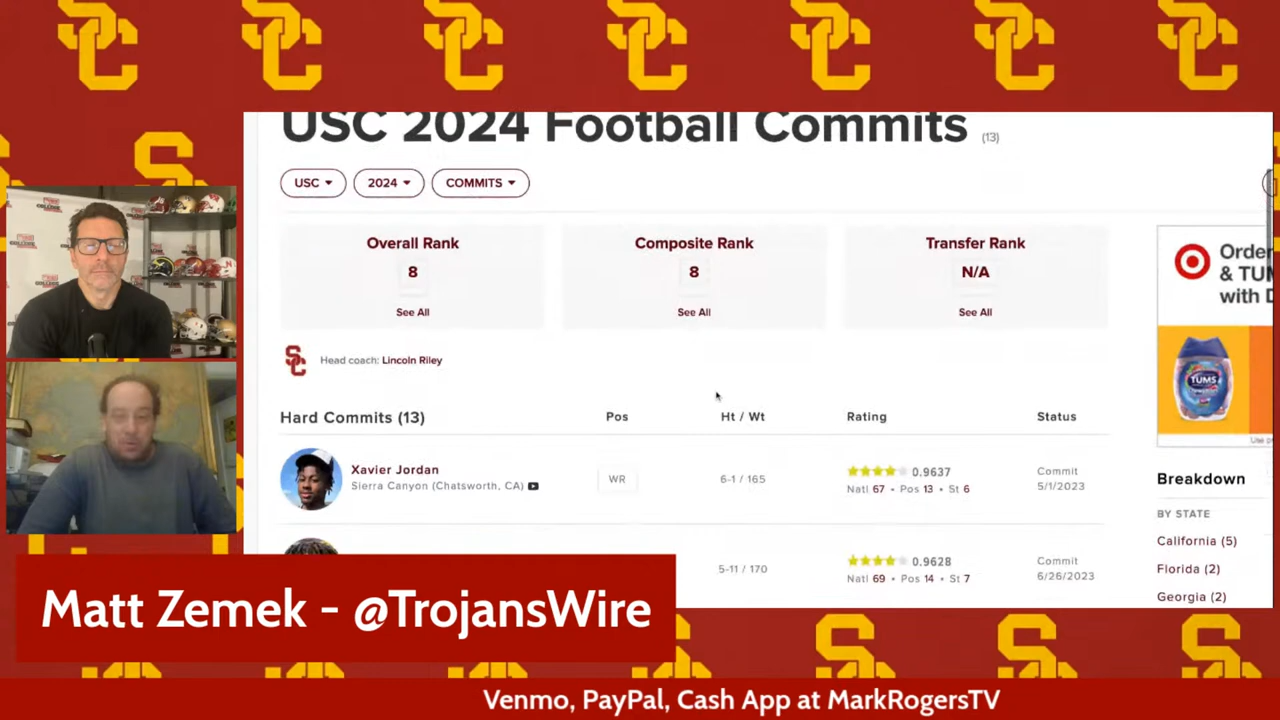 USC 2024 Football Commits (13)
USC 2024 COMMITS
Overall Rank Composite Rank Transfer Rank
8 8 N/A
See All See All See All
Head coach: Lincoln Riley
Hard Commits (13) Pos Ht / Wt Rating Status
Xavier Jordan
Sierra Canyon (Chatsworth, CA)
WR
6-1 / 165
0.9637
Natl 67 • Pos 13 • St 6
Commit
5/1/2023
5-11 / 170
0.9628
Natl 69 • Pos 14 • St 7
Commit
6/26/2023
Order
& TUM
with D
TUMS
Breakdown
BY STATE
California (5)
Florida (2)
Georgia (2)
Matt Zemek - @TrojansWire
Venmo, PayPal, Cash App at MarkRogersTV